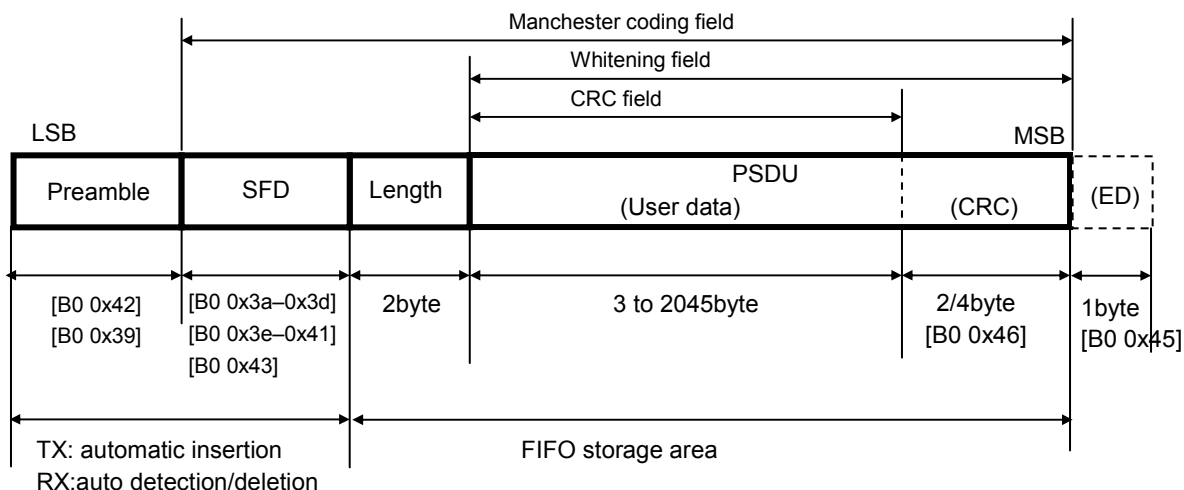 Manchester coding field
Whitening field
CRC field
LSB
MSB
Preamble
SFD
Length
PSDU
(User data)
(CRC)
(ED)
[B0 0x42]
[B0 0x39]
[B0 0x3a–0x3d]
[B0 0x3e–0x41]
[B0 0x43]
2byte
3 to 2045byte
2/4byte
[B0 0x46]
1byte
[B0 0x45]
TX: automatic insertion
RX:auto detection/deletion
FIFO storage area